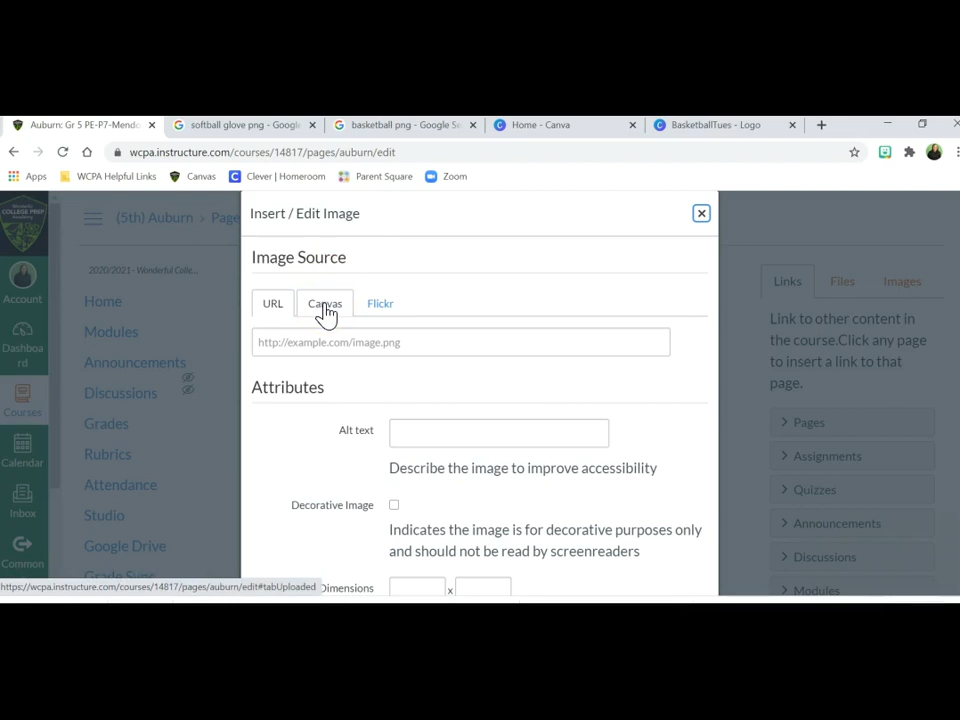 Auburn: Gr 5 PE-P7-Mendo
softball glove png - Google
basketball png - Google Se
Home - Canva
BasketballTues - Logo
wcpa.instructure.com/courses/14817/pages/auburn/edit
Apps
WCPA Helpful Links
Canvas
Clever | Homeroom
Parent Square
Zoom
COLLEGE PREP
Account
Dashboa
rd
Courses
Calendar
Inbox
Common
(5th) Auburn › Page
2020/2021 - Wonderful Colle...
Home
Modules
Announcements
Discussions
Grades
Rubrics
Attendance
Studio
Google Drive
Grade Sync
Insert / Edit Image
Image Source
URL
Canvas
Flickr
http://example.com/image.png
Attributes
Alt text
Describe the image to improve accessibility
Decorative Image
Indicates the image is for decorative purposes only
and should not be read by screenreaders
Dimensions
x
Links
Files
Images
Link to other content in
the course.Click any page
to insert a link to that
page.
Pages
Assignments
Quizzes
Announcements
Discussions
Modules
https://wcpa.instructure.com/courses/14817/pages/auburn/edit#tabUploaded